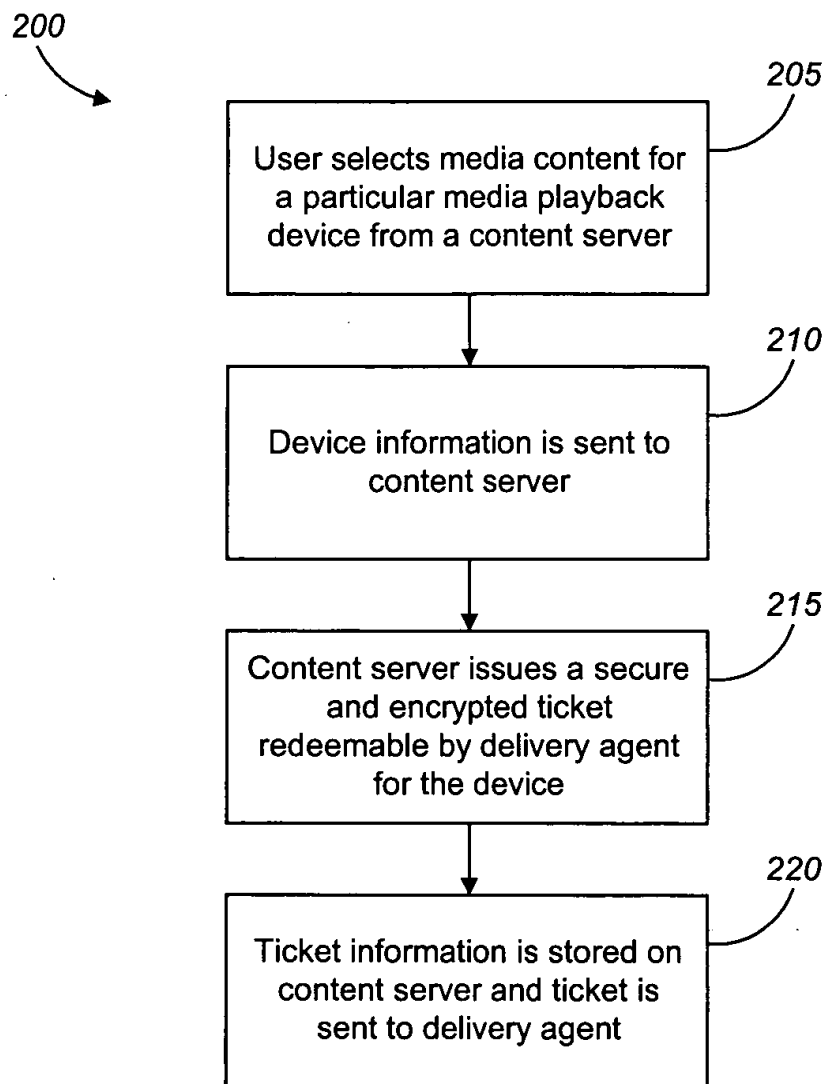 200
205
User selects media content for
a particular media playback
device from a content server
210
Device information is sent to
content server
215
Content server issues a secure
and encrypted ticket
redeemable by delivery agent
for the device
220
Ticket information is stored on
content server and ticket is
sent to delivery agent